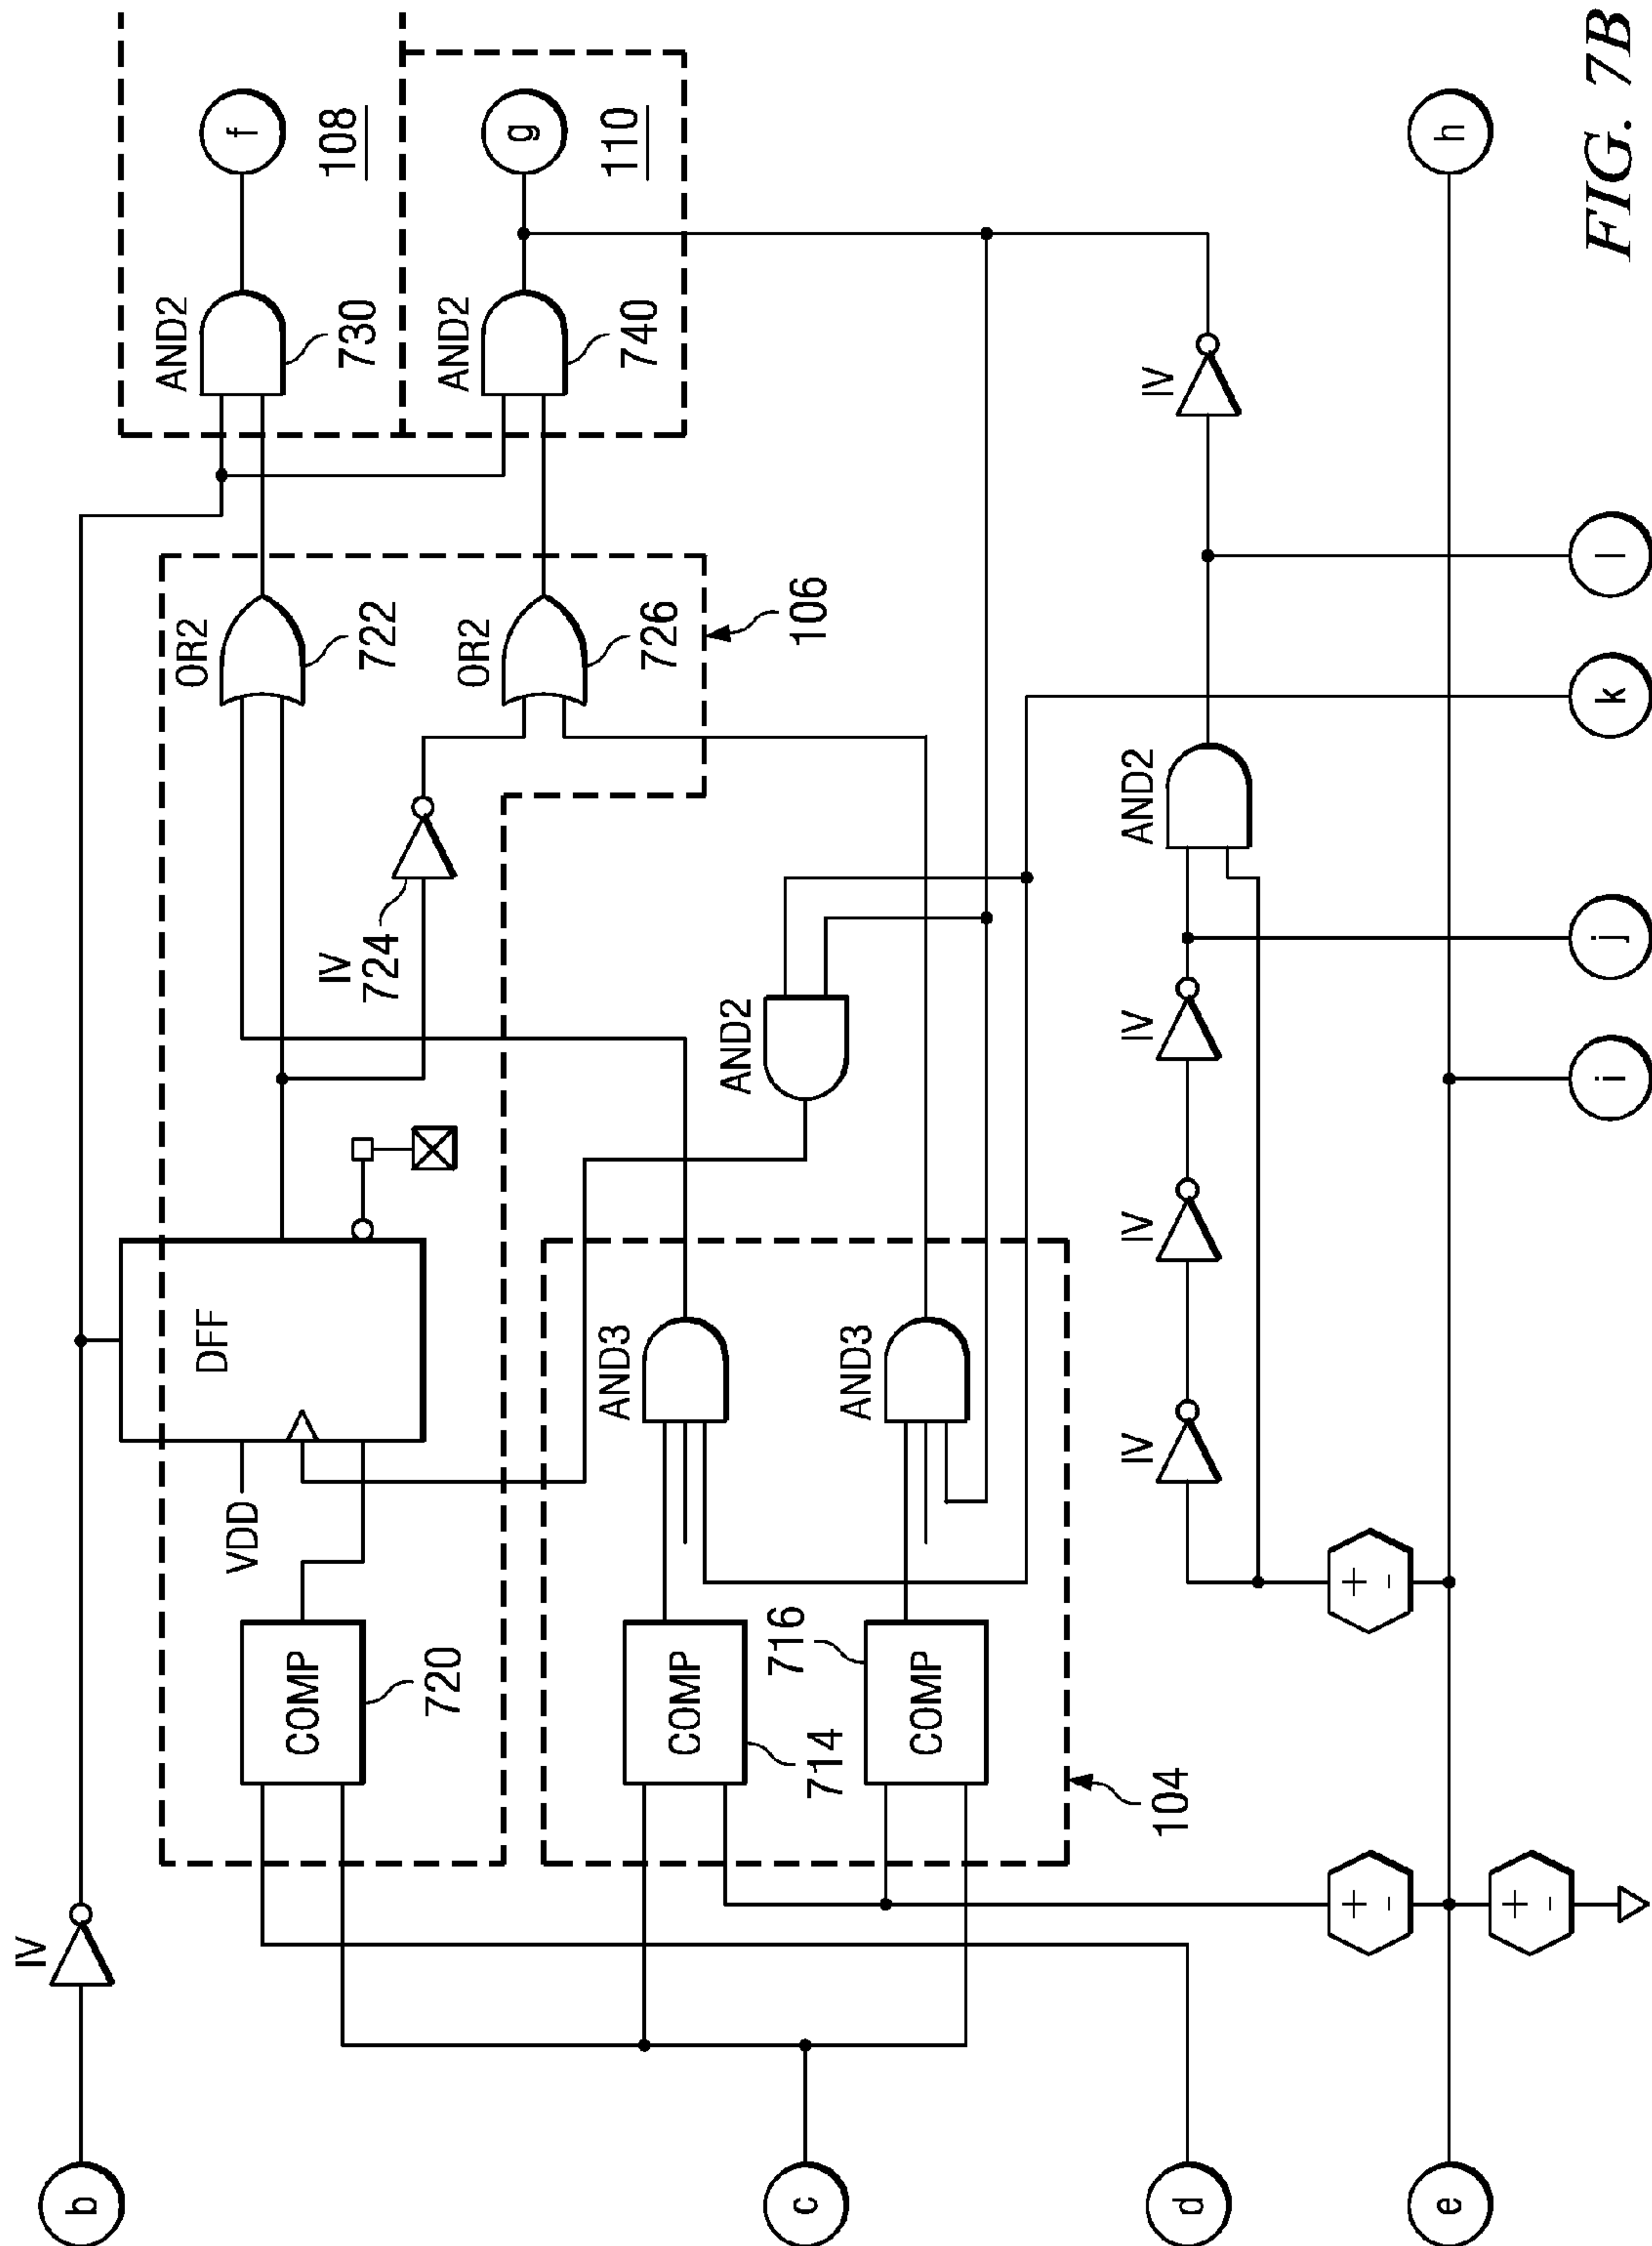 b
IV
c
d
e
COMP
720
VDD
DFF
IV
724
OR2
722
OR2
726
106
AND2
730
f
108
AND2
740
g
110
COMP
714
716
COMP
104
AND3
AND3
AND2
IV
IV
IV
AND2
IV
+
-
+
-
+
-
h
i
j
k
l
FIG. 7B